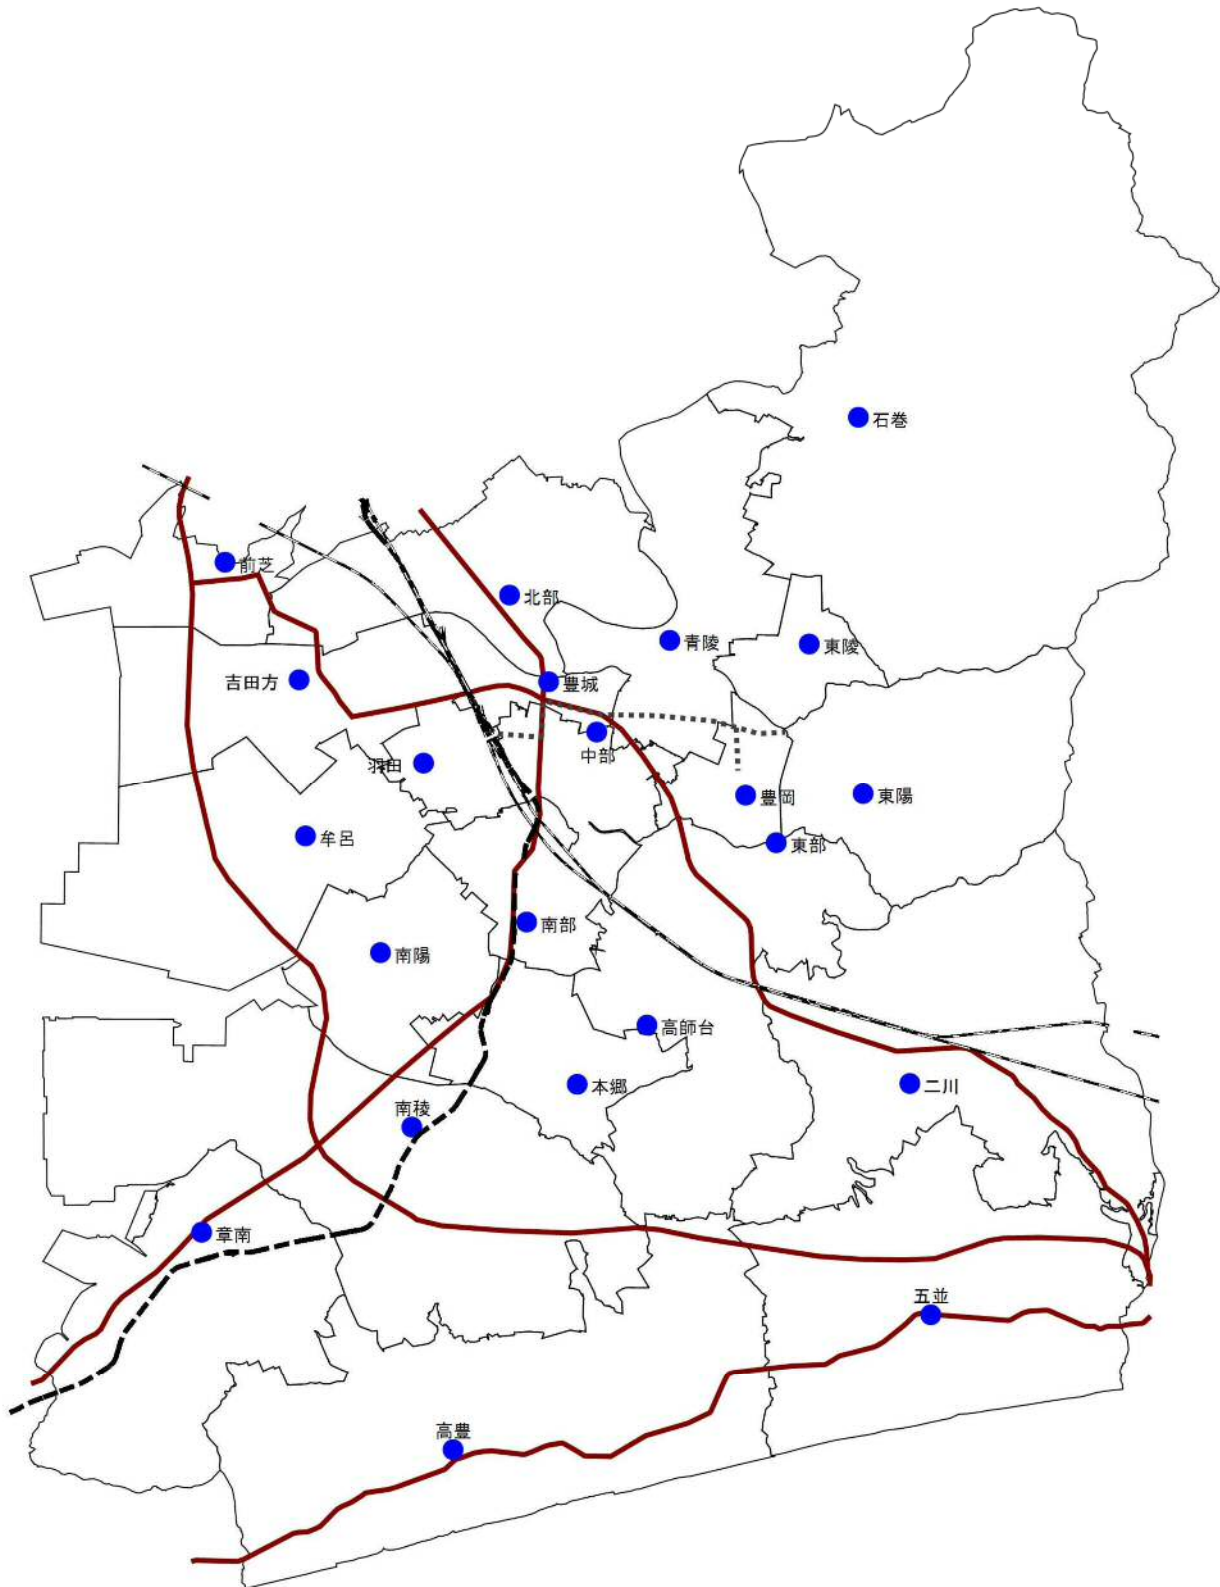 石巻
前芝
北部
青陵
東陵
吉田方
豊城
中部
羽田
豊岡
東陽
牟呂
東部
南部
南陽
高師台
本郷
二川
南稜
章南
五並
高豊